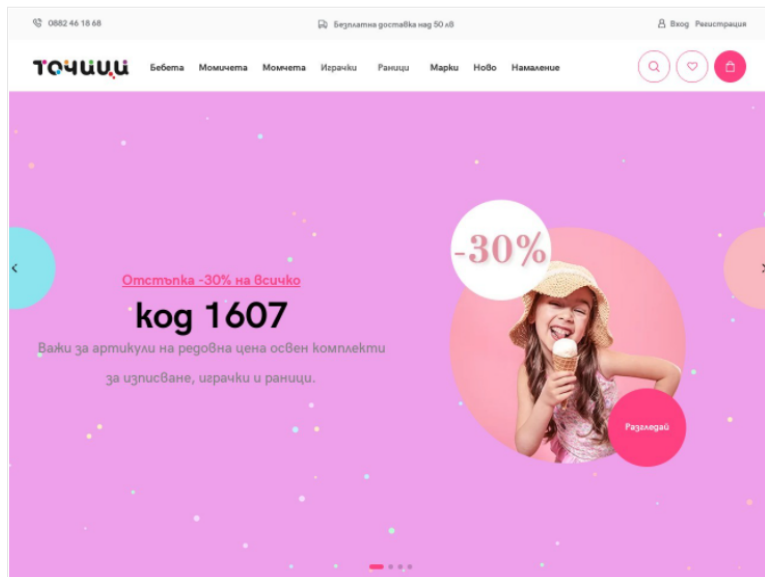 0882 46 18 68
Безплатна доставка над 50 лв
Вход Регистрация
точици
Бебета Момичета Момчета Играчки Раници Марки Ново Намаление
-30%
Отстъпка -30% на всичко
код 1607
Важи за артикули на редовна цена освен комплекти
за изписване, играчки и раници.
Разгледай